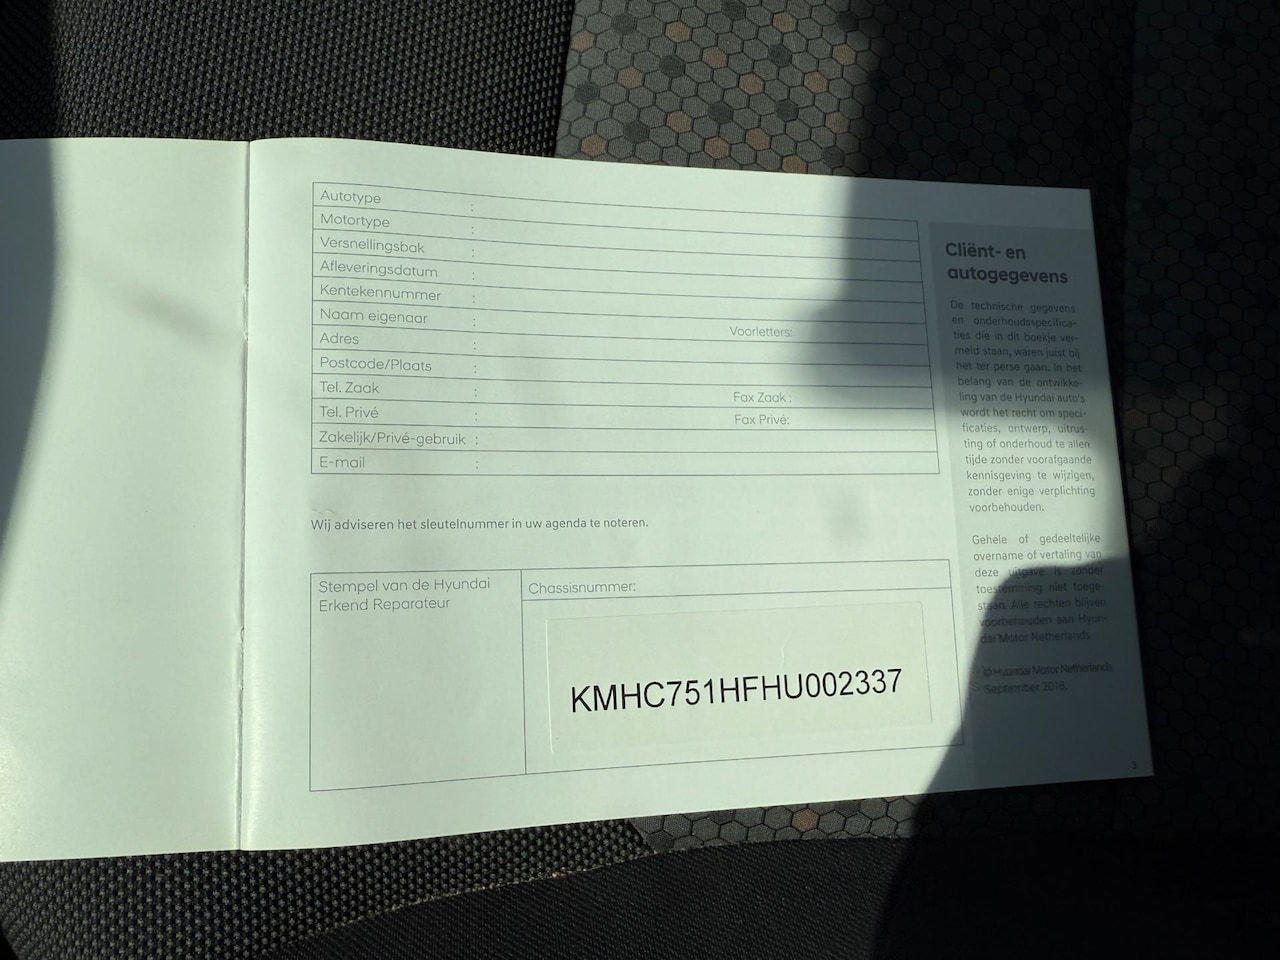 Autotype :
Motortype :
Versnellingsbak :
Afleveringsdatum :
Kentekennummer :
Naam eigenaar : Voorletters:
Adres :
Postcode/Plaats :
Tel. Zaak : Fax Zaak :
Tel. Privé : Fax Privé:
Zakelijk/Privé-gebruik :
E-mail :
Wij adviseren het sleutelnummer in uw agenda te noteren.
Stempel van de Hyundai
Erkend Reparateur
Chassisnummer:
KMHC751HFHU002337
Cliënt- en
autogegevens
De technische gegevens
en onderhoudsspecifica-
ties die in dit boekje ver-
meld staan, waren juist bij
het ter perse gaan. In het
belang van de ontwikke-
ling van de Hyundai auto's
wordt het recht om speci-
ficaties, ontwerp, uitrus-
ting of onderhoud te allen
tijde zonder voorafgaande
kennisgeving te wijzigen,
zonder enige verplichting
voorbehouden.
Gehele of gedeeltelijke
overname of vertaling van
deze uitgave is zonder
toestemming niet toege-
staan. Alle rechten blijven
voorbehouden aan Hyun-
dai Motor Netherlands
© Hyundai Motor Netherlands
September 2016.
3